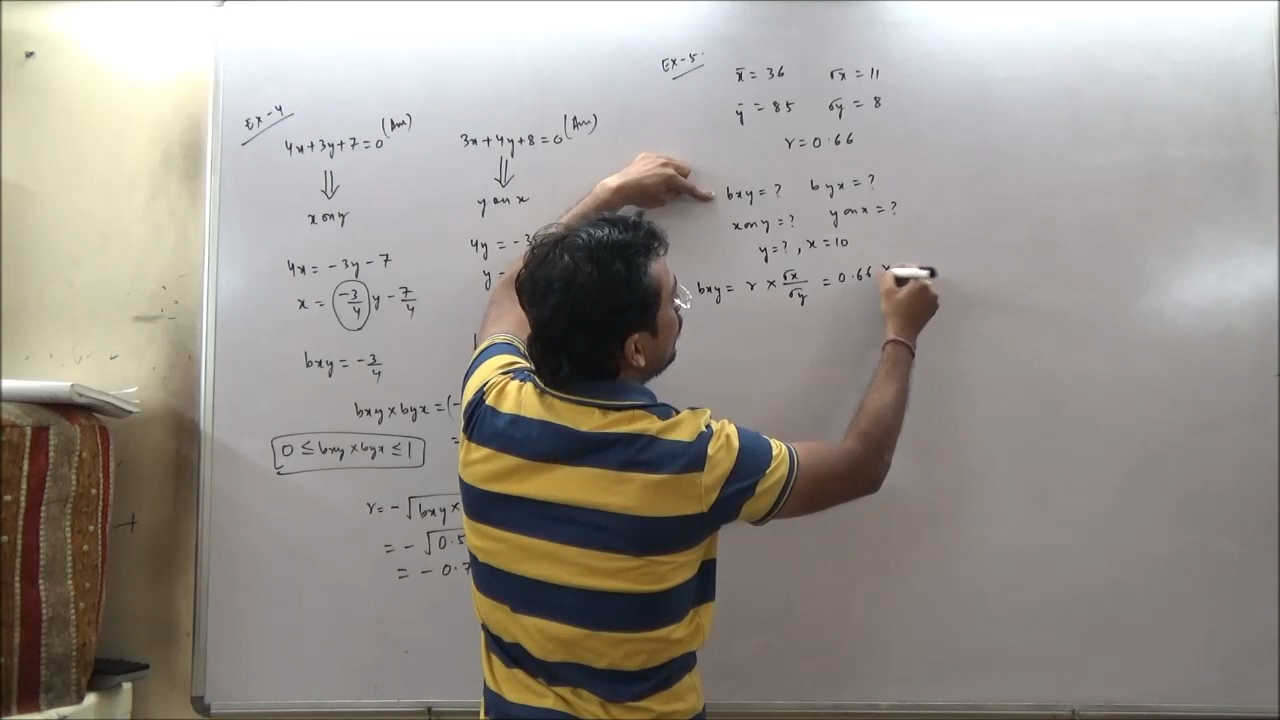 Ex-4
4x+3y+7=0 (Ans)
⇓
x on y
4x = -3y - 7
x = -3/4 y - 7/4
bxy = -3/4
3x+4y+8=0 (Ans)
⇓
y on x
4y = -3
y =
bxy × byx = (-
=
0 ≤ bxy × byx ≤ 1
r = -√bxy ×
= -√0.5
= - 0.7
Ex-5.
x̄ = 36 σx = 11
ȳ = 85 σy = 8
r = 0.66
bxy = ? byx = ?
x on y = ? y on x = ?
y = ? , x = 10
bxy = r × σx/σy = 0.66 ×